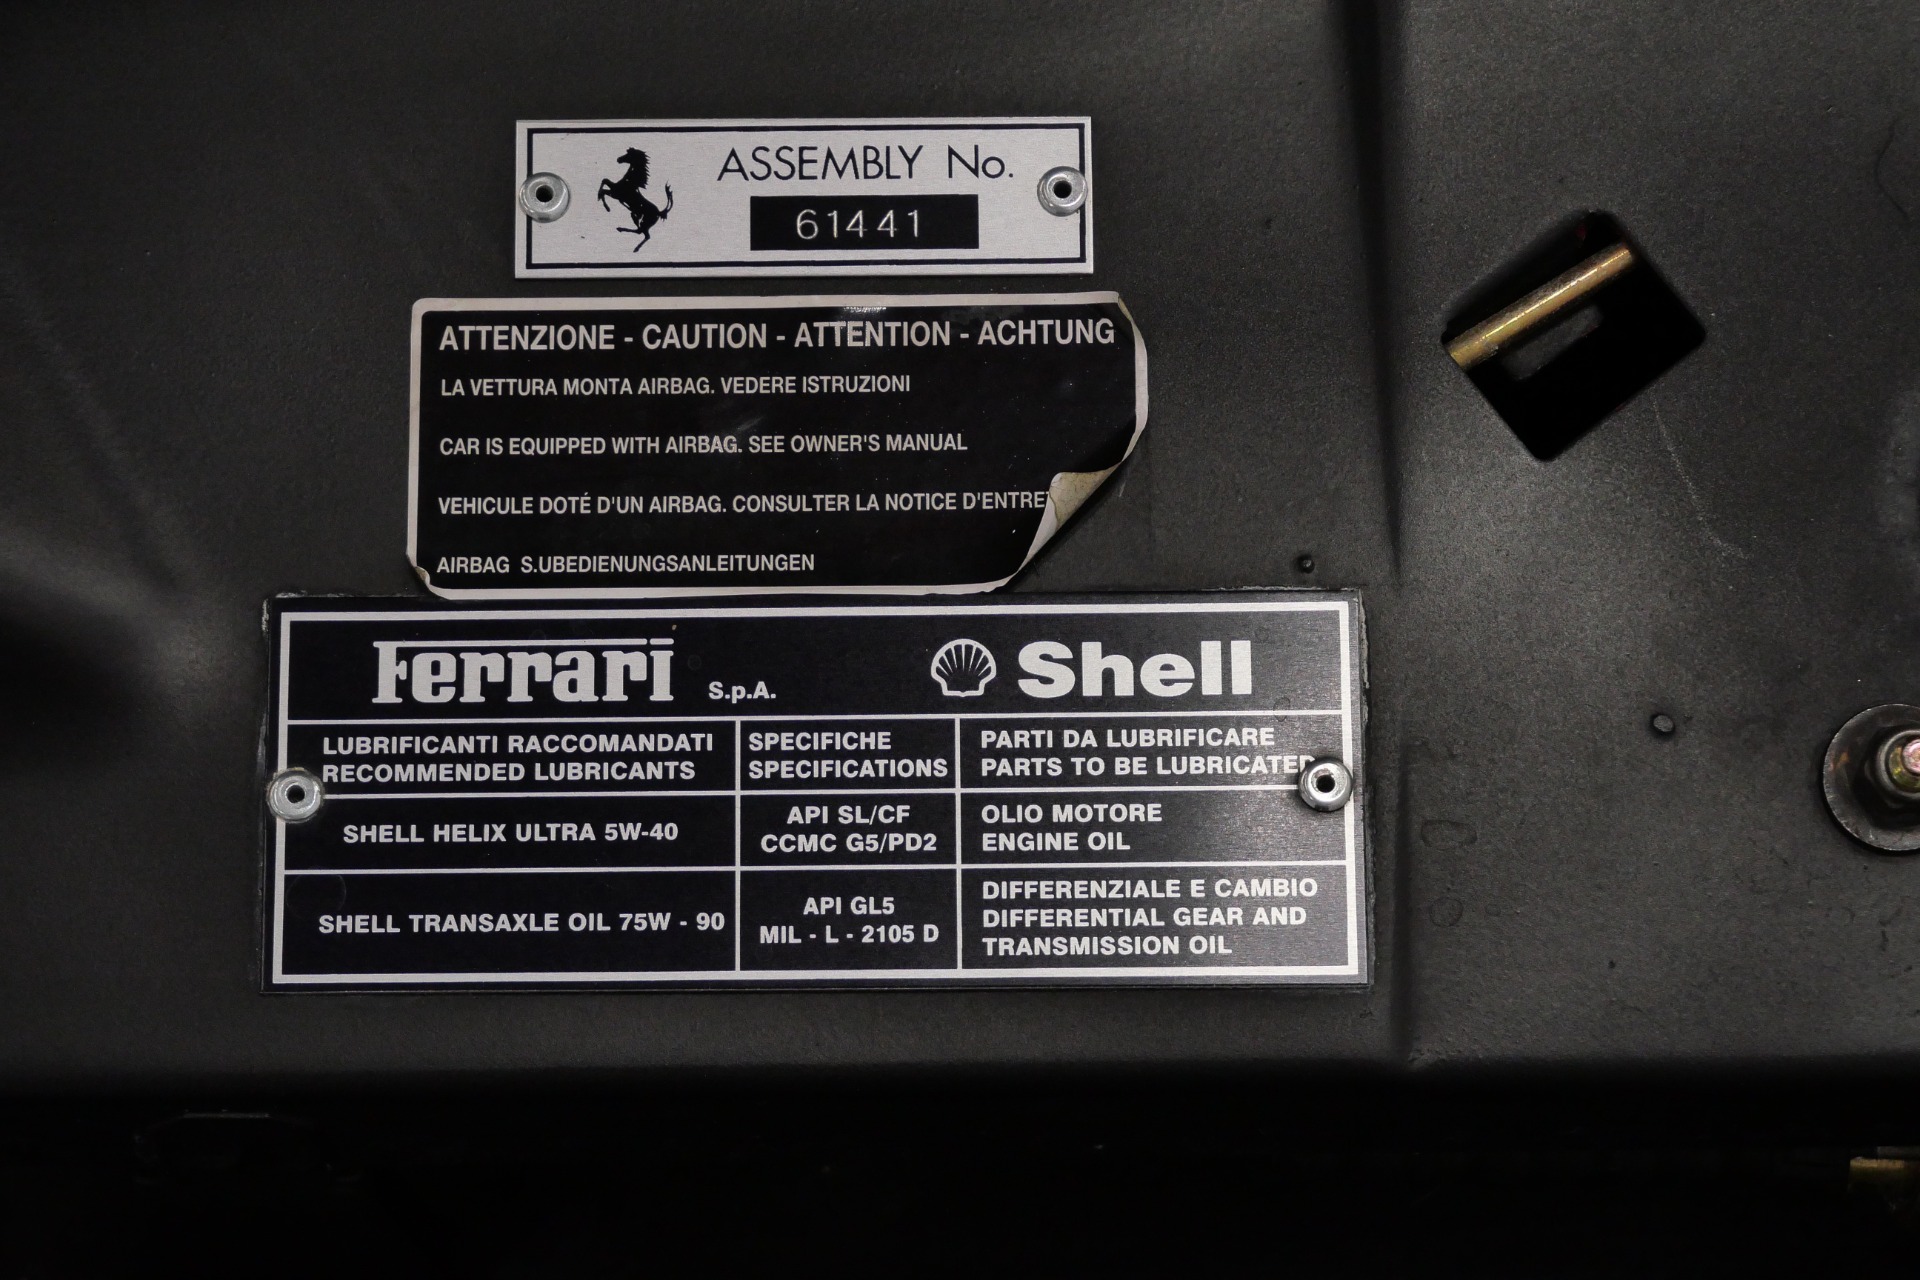 ASSEMBLY No.
61441
ATTENZIONE - CAUTION - ATTENTION - ACHTUNG
LA VETTURA MONTA AIRBAG. VEDERE ISTRUZIONI
CAR IS EQUIPPED WITH AIRBAG. SEE OWNER'S MANUAL
VEHICULE DOTÉ D'UN AIRBAG. CONSULTER LA NOTICE
AIRBAG S.UBEDIENUNGSANLEITUNGEN
Ferrari S.p.A. Shell
LUBRIFICANTI RACCOMANDATI
RECOMMENDED LUBRICANTS
SPECIFICHE
SPECIFICATIONS
PARTI DA LUBRIFICARE
PARTS TO BE LUBRICATED
SHELL HELIX ULTRA 5W-40
API SL/CF
CCMC G5/PD2
OLIO MOTORE
ENGINE OIL
SHELL TRANSAXLE OIL 75W - 90
API GL5
MIL - L - 2105 D
DIFFERENZIALE E CAMBIO
DIFFERENTIAL GEAR AND
TRANSMISSION OIL